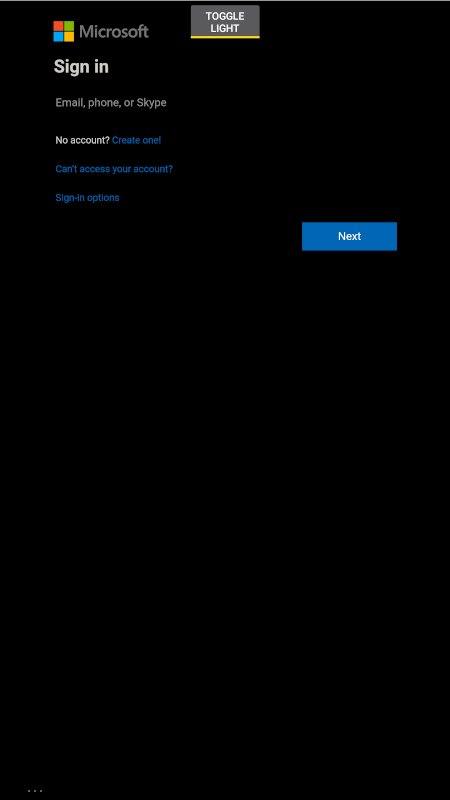 Microsoft
TOGGLE
LIGHT
Sign in
Email, phone, or Skype
No account? Create one!
Can't access your account?
Sign-in options
Next
...